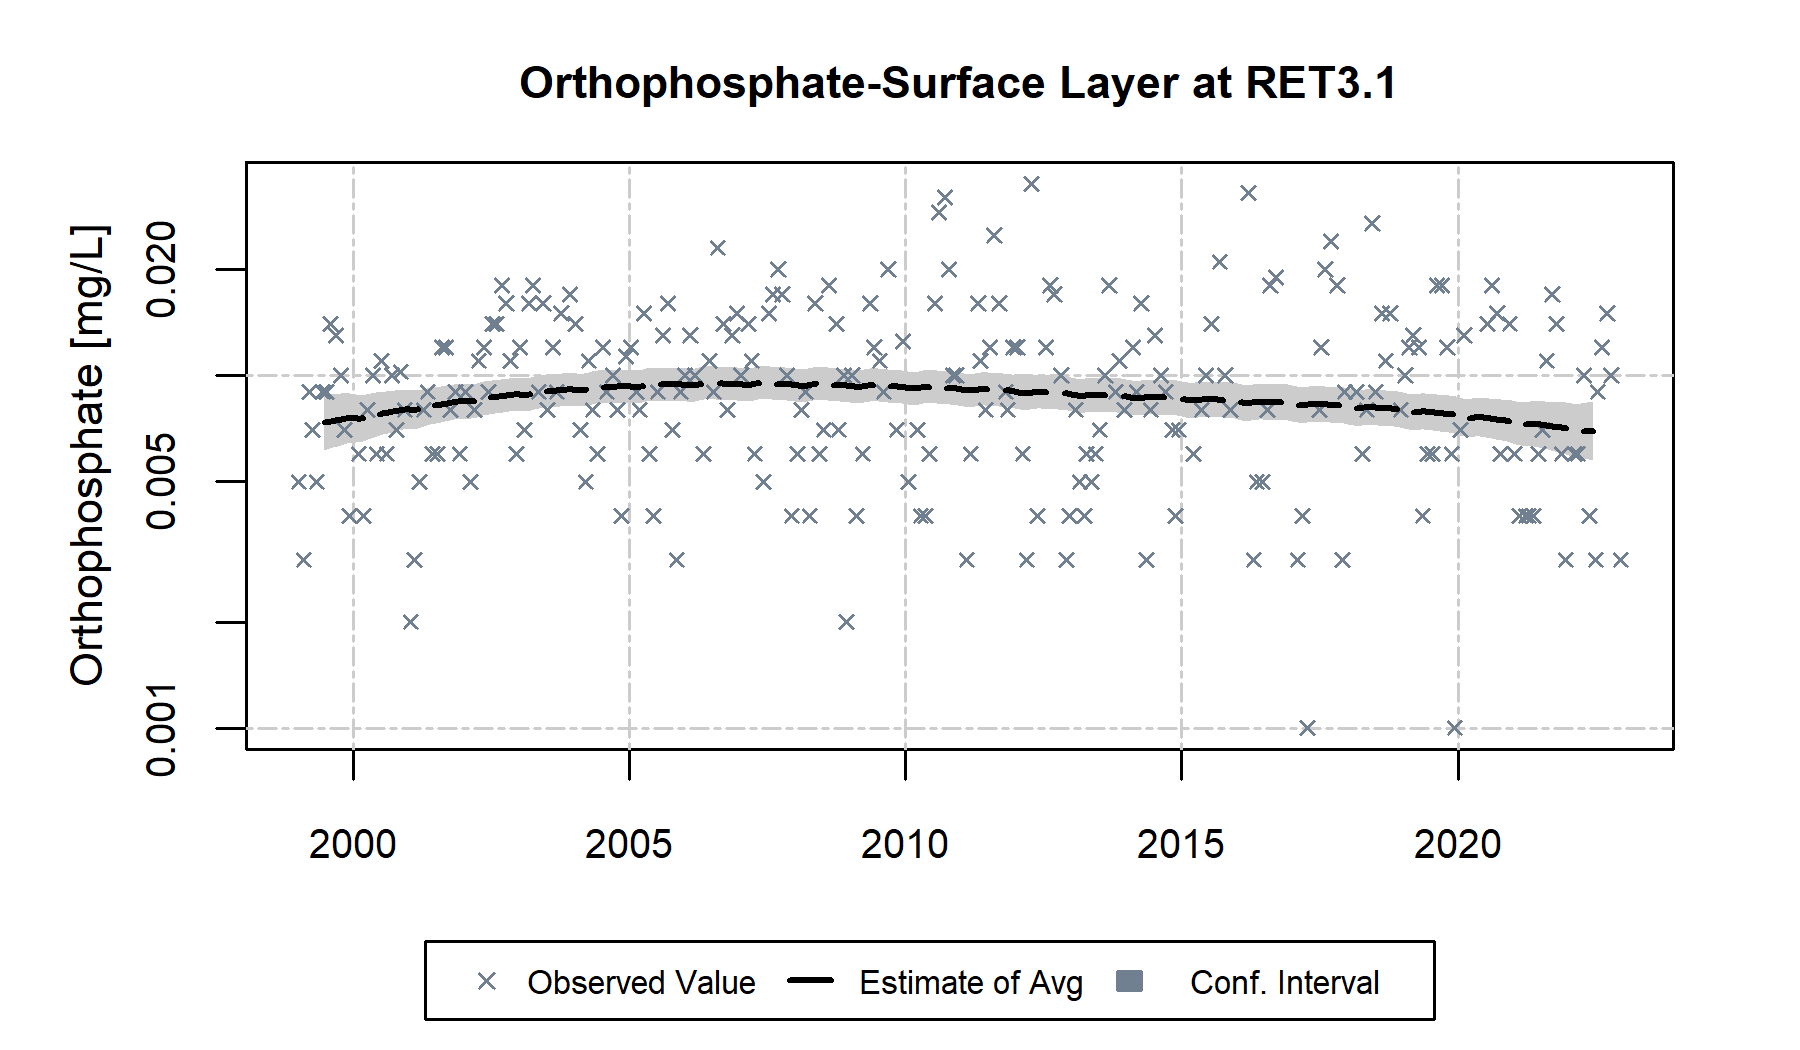 Orthophosphate-Surface Layer at RET3.1
Orthophosphate [mg/L]
0.020
0.005
0.001
2000 2005 2010 2015 2020
Observed Value Estimate of Avg Conf. Interval